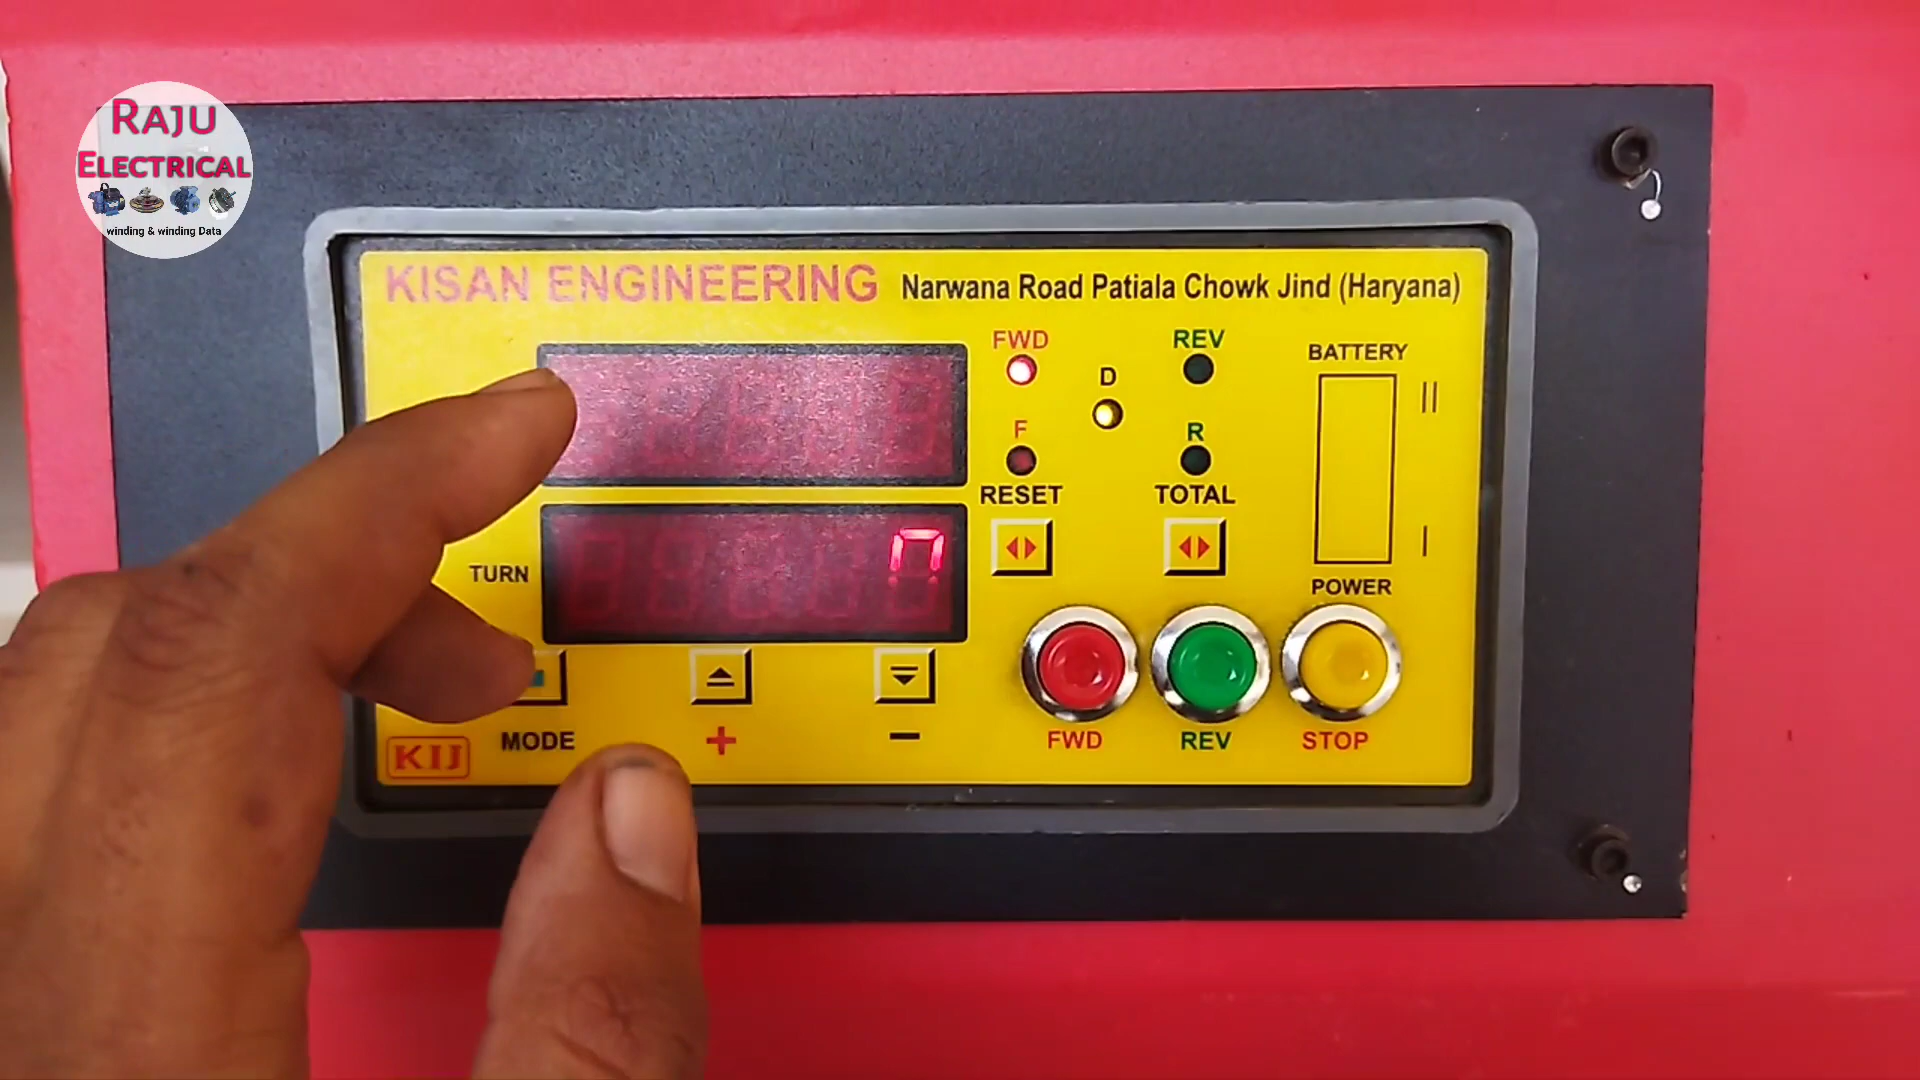 RAJU
ELECTRICAL
winding & winding Data
KISAN ENGINEERING Narwana Road Patiala Chowk Jind (Haryana)
FWD
REV
BATTERY
D
II
F
R
RESET
TOTAL
I
TURN
POWER
KIJ
MODE
+
−
FWD
REV
STOP